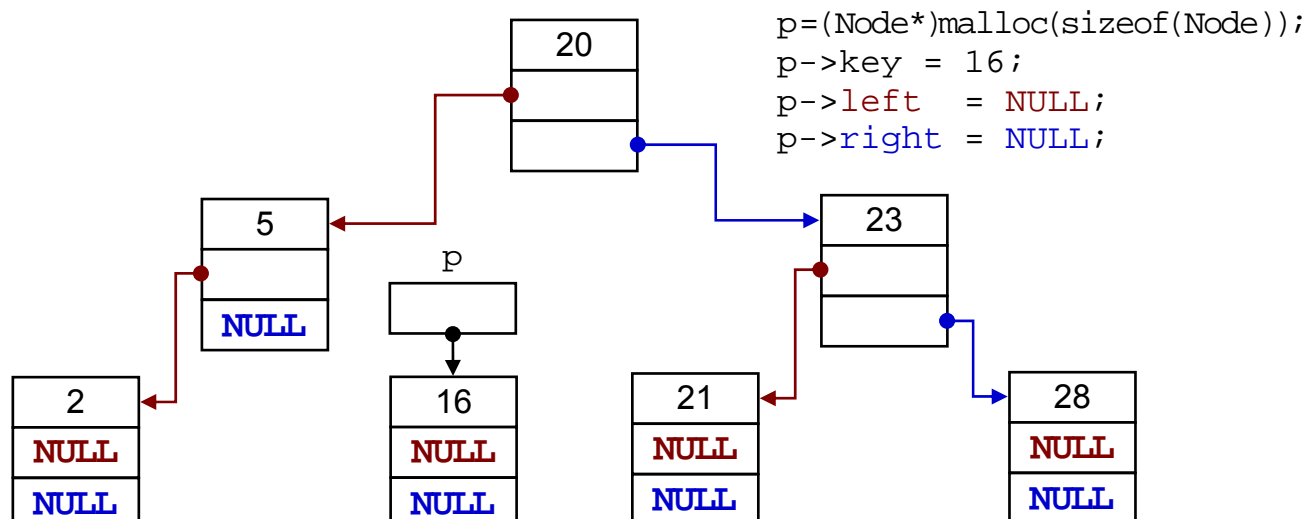 20
p=(Node*)malloc(sizeof(Node));
p->key = 16;
p->left = NULL;
p->right = NULL;
5
NULL
p
23
2
NULL
NULL
16
NULL
NULL
21
NULL
NULL
28
NULL
NULL